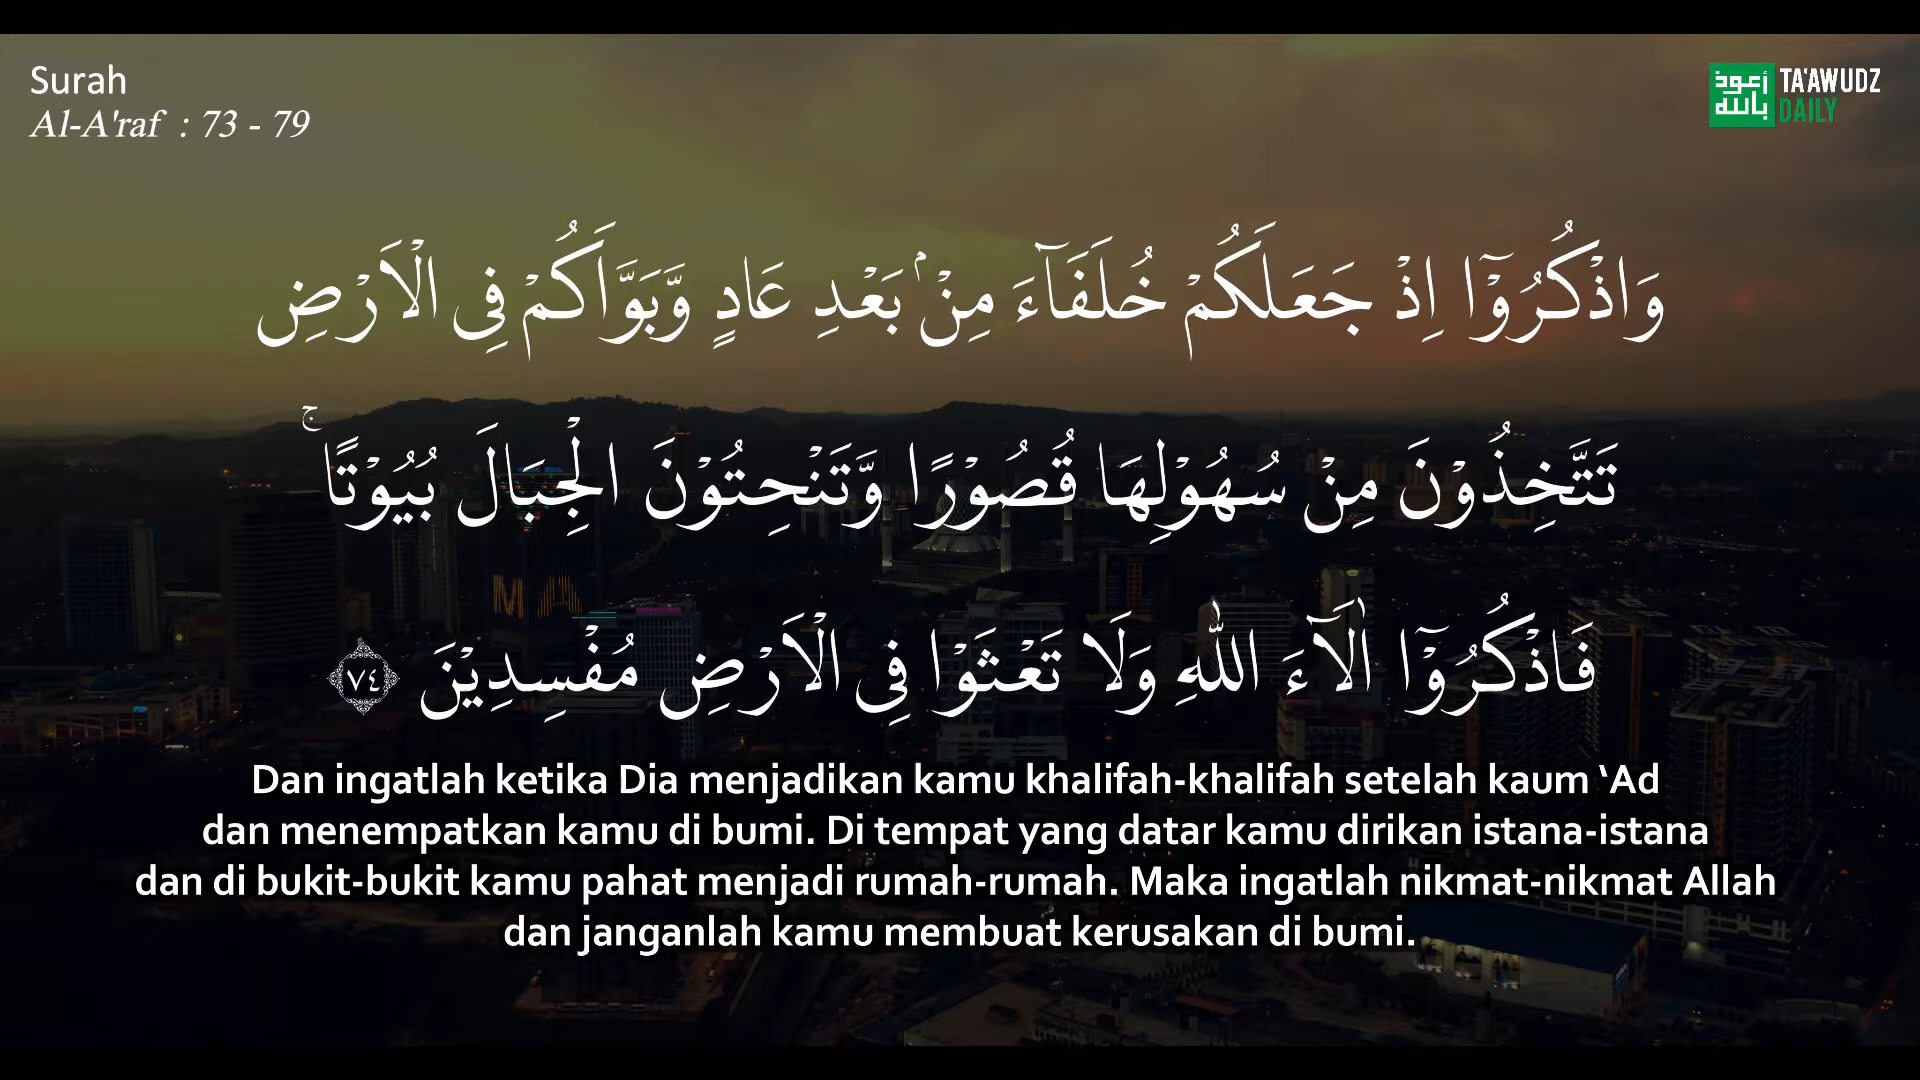 Surah
Al-A'raf : 73 - 79
أعوذ
بالله
TA'AWUDZ
DAILY
وَاذْكُرُوْٓا اِذْ جَعَلَكُمْ خُلَفَاۤءَ مِنْۢ بَعْدِ عَادٍ وَّبَوَّاَكُمْ فِى الْاَرْضِ
تَتَّخِذُوْنَ مِنْ سُهُوْلِهَا قُصُوْرًا وَّتَنْحِتُوْنَ الْجِبَالَ بُيُوْتًاۚ
فَاذْكُرُوْٓا اٰلَاۤءَ اللّٰهِ وَلَا تَعْثَوْا فِى الْاَرْضِ مُفْسِدِيْنَ ٧٤
Dan ingatlah ketika Dia menjadikan kamu khalifah-khalifah setelah kaum ‘Ad
dan menempatkan kamu di bumi. Di tempat yang datar kamu dirikan istana-istana
dan di bukit-bukit kamu pahat menjadi rumah-rumah. Maka ingatlah nikmat-nikmat Allah
dan janganlah kamu membuat kerusakan di bumi.